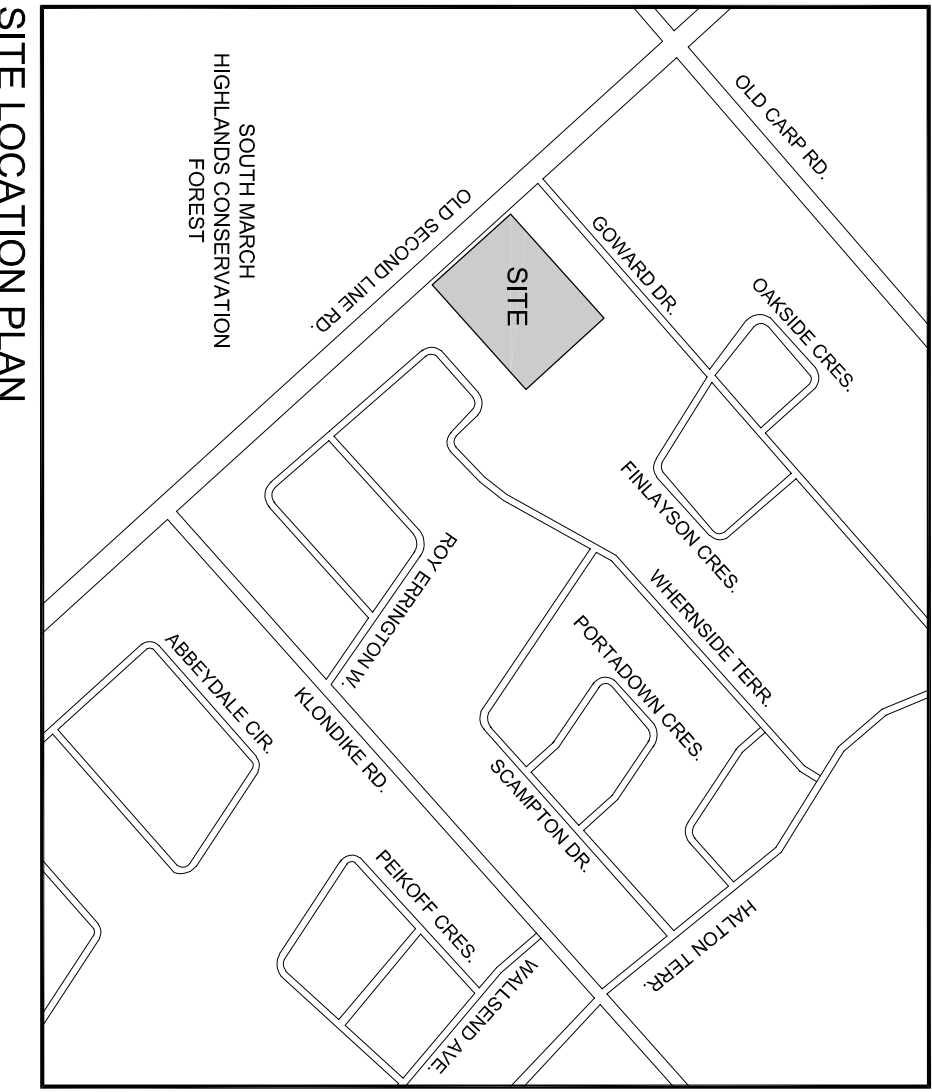 OLD CARP RD.
GOWARD DR.
OAKSIDE CRES.
SOUTH MARCH
HIGHLANDS CONSERVATION
FOREST
OLD SECOND LINE RD.
SITE
FINLAYSON CRES.
WHERNSIDE TERR.
ROY ERRINGTON W.
PORTADOWN CRES.
ABBEYDALE CIR.
KLONDIKE RD.
SCAMPTON DR.
PEIKOFF CRES.
HALTON TERR.
WALLSEND AVE.
SITE LOCATION PLAN